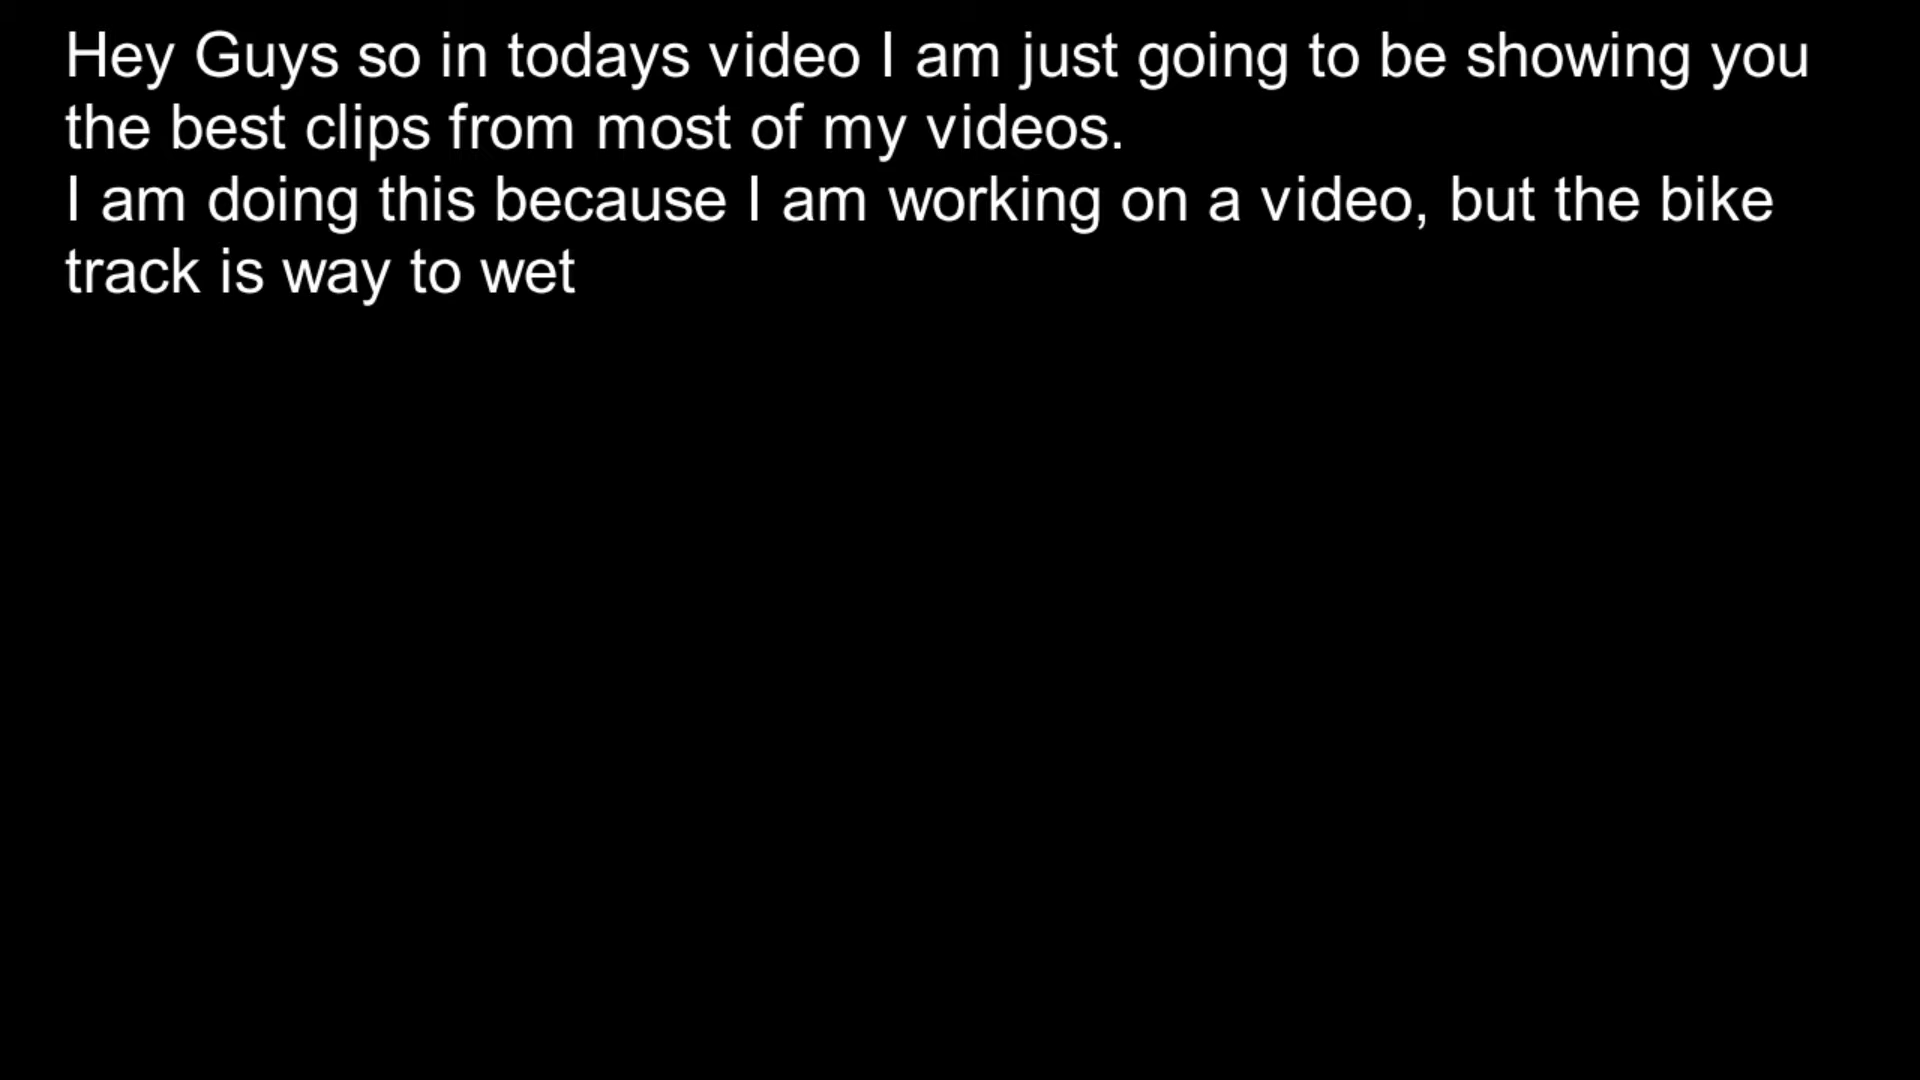 Hey Guys so in todays video I am just going to be showing you
the best clips from most of my videos.
I am doing this because I am working on a video, but the bike
track is way to wet